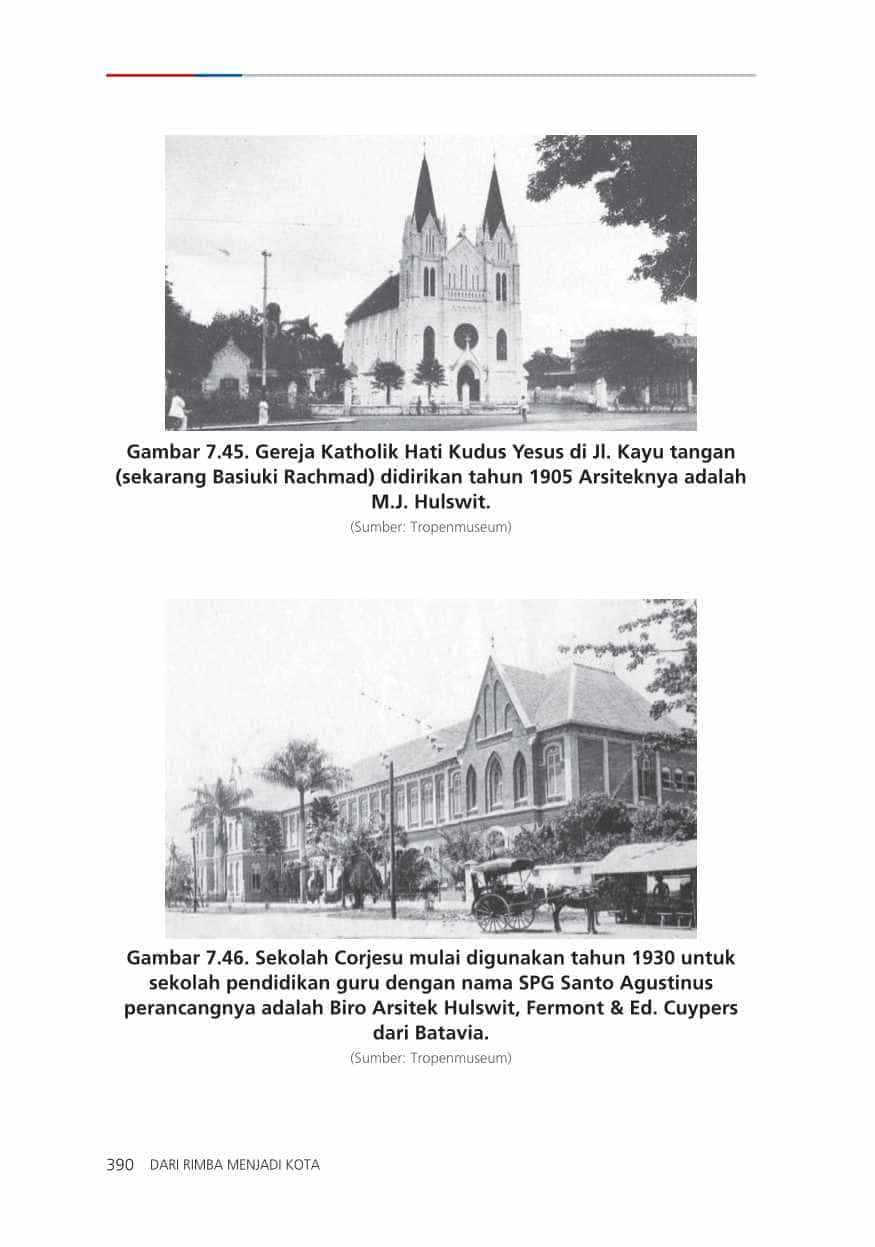 Gambar 7.45. Gereja Katholik Hati Kudus Yesus di Jl. Kayu tangan
(sekarang Basiuki Rachmad) didirikan tahun 1905 Arsiteknya adalah
M.J. Hulswit.
(Sumber: Tropenmuseum)
Gambar 7.46. Sekolah Corjesu mulai digunakan tahun 1930 untuk
sekolah pendidikan guru dengan nama SPG Santo Agustinus
perancangnya adalah Biro Arsitek Hulswit, Fermont & Ed. Cuypers
dari Batavia.
(Sumber: Tropenmuseum)
390 DARI RIMBA MENJADI KOTA